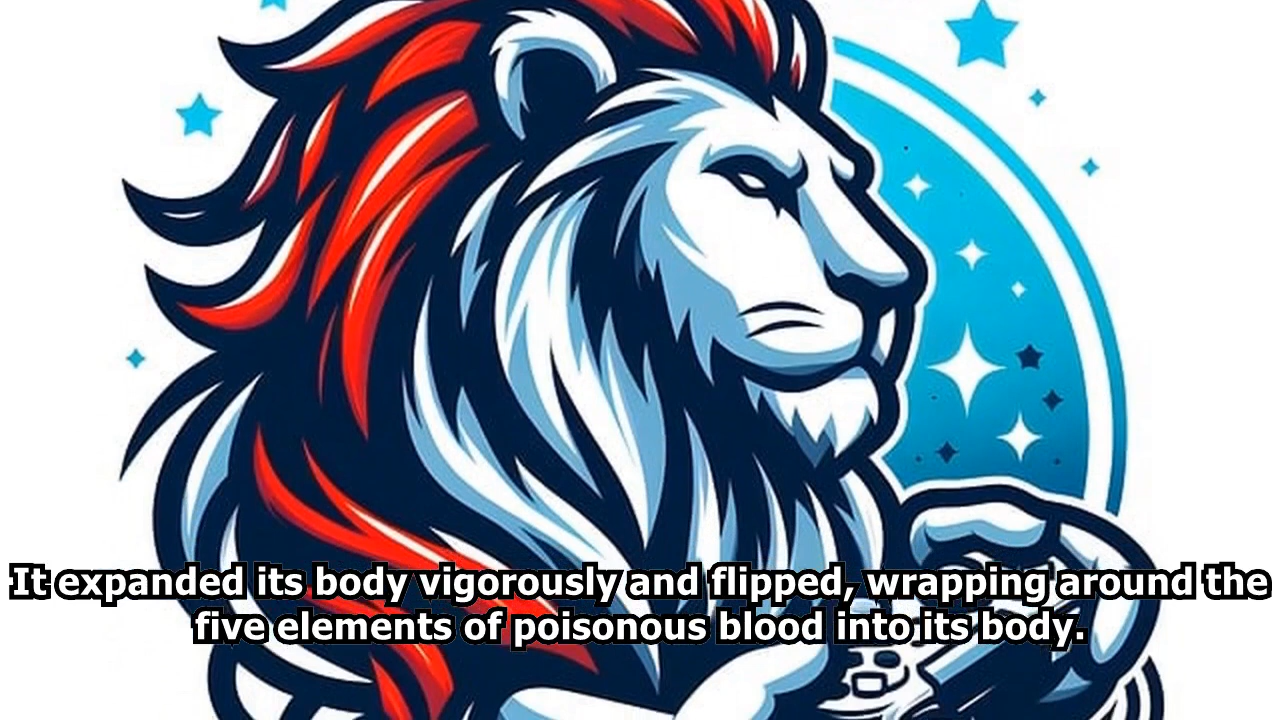 It expanded its body vigorously and flipped, wrapping around the
five elements of poisonous blood into its body.